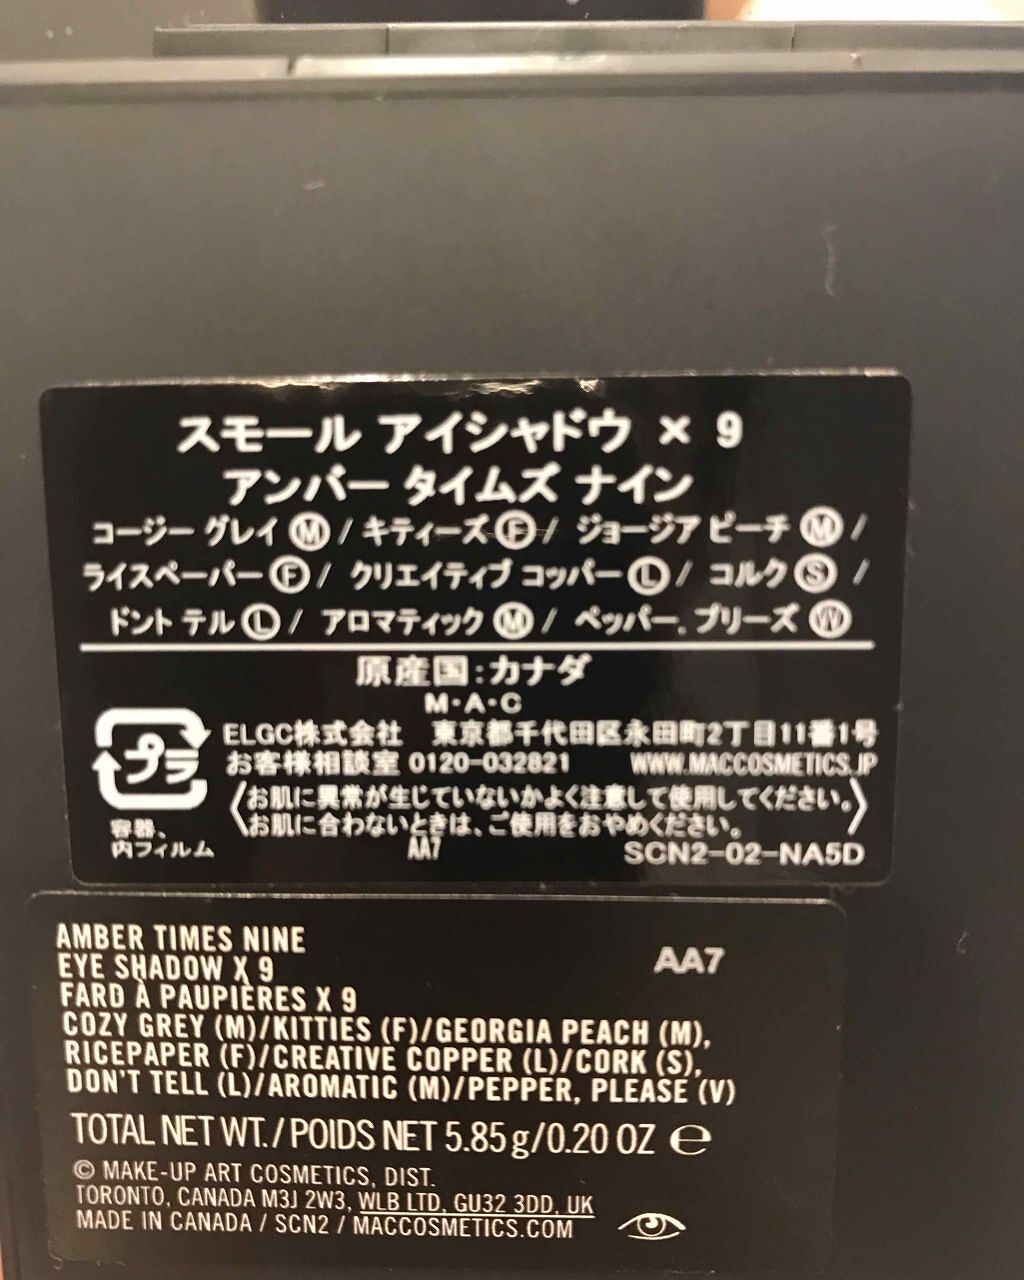 スモール アイシャドウ × 9
アンバー タイムズ ナイン
コージー グレイ Ⓜ / キティーズ Ⓕ / ジョージア ピーチ Ⓜ /
ライスペーパー Ⓕ / クリエイティブ コッパー Ⓛ / コルク Ⓢ /
ドント テル Ⓛ / アロマティック Ⓜ / ペッパー, プリーズ Ⓥ
原産国:カナダ
M・A・C
プラ
ELGC株式会社 東京都千代田区永田町2丁目11番1号
お客様相談室 0120-032821 WWW.MACCOSMETICS.JP
〈お肌に異常が生じていないかよく注意して使用してください。
お肌に合わないときは、ご使用をおやめください。〉
容器、
内フィルム
AA7 SCN2-02-NA5D
AMBER TIMES NINE
AA7
EYE SHADOW X 9
FARD À PAUPIÈRES X 9
COZY GREY (M)/KITTIES (F)/GEORGIA PEACH (M),
RICEPAPER (F)/CREATIVE COPPER (L)/CORK (S),
DON'T TELL (L)/AROMATIC (M)/PEPPER, PLEASE (V)
TOTAL NET WT./POIDS NET 5.85 g/0.20 OZ ℮
© MAKE-UP ART COSMETICS, DIST.
TORONTO, CANADA M3J 2W3, WLB LTD, GU32 3DD, UK
MADE IN CANADA / SCN2 / MACCOSMETICS.COM